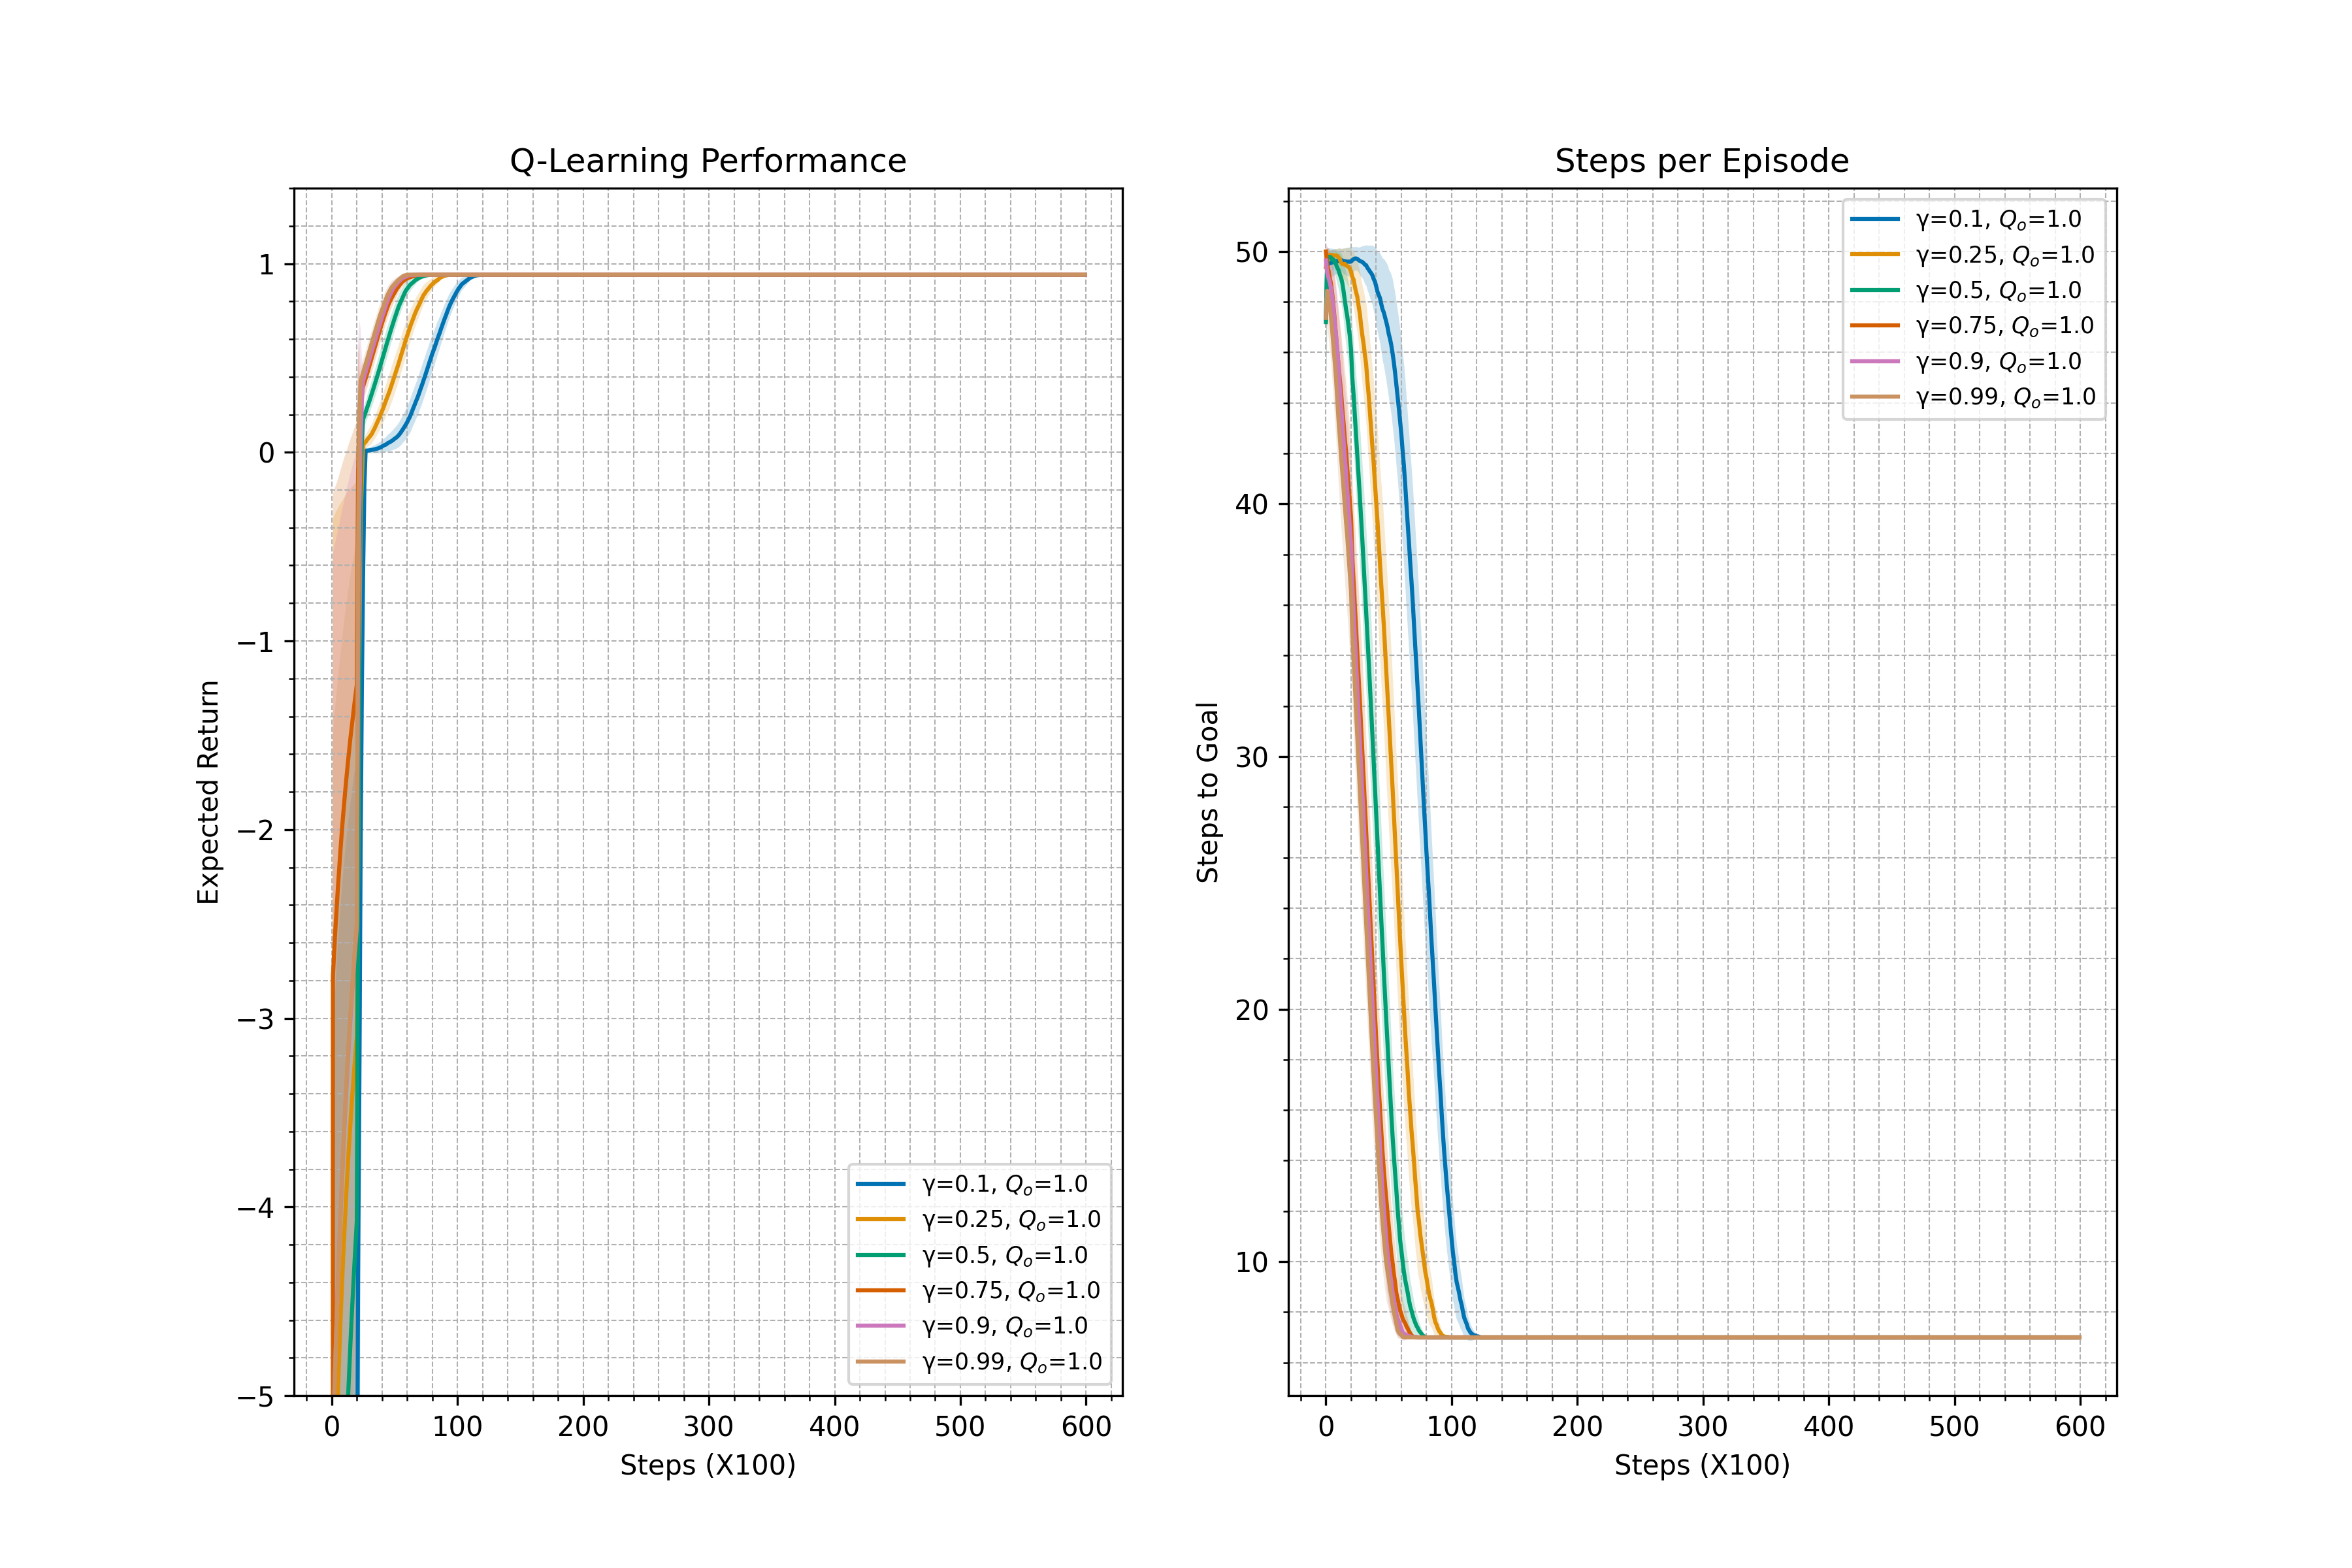 Q-Learning Performance
Expected Return
1
0
−1
−2
−3
−4
−5
0 100 200 300 400 500 600
Steps (X100)
γ=0.1, Qₒ=1.0
γ=0.25, Qₒ=1.0
γ=0.5, Qₒ=1.0
γ=0.75, Qₒ=1.0
γ=0.9, Qₒ=1.0
γ=0.99, Qₒ=1.0
Steps per Episode
Steps to Goal
50
40
30
20
10
0 100 200 300 400 500 600
Steps (X100)
γ=0.1, Qₒ=1.0
γ=0.25, Qₒ=1.0
γ=0.5, Qₒ=1.0
γ=0.75, Qₒ=1.0
γ=0.9, Qₒ=1.0
γ=0.99, Qₒ=1.0